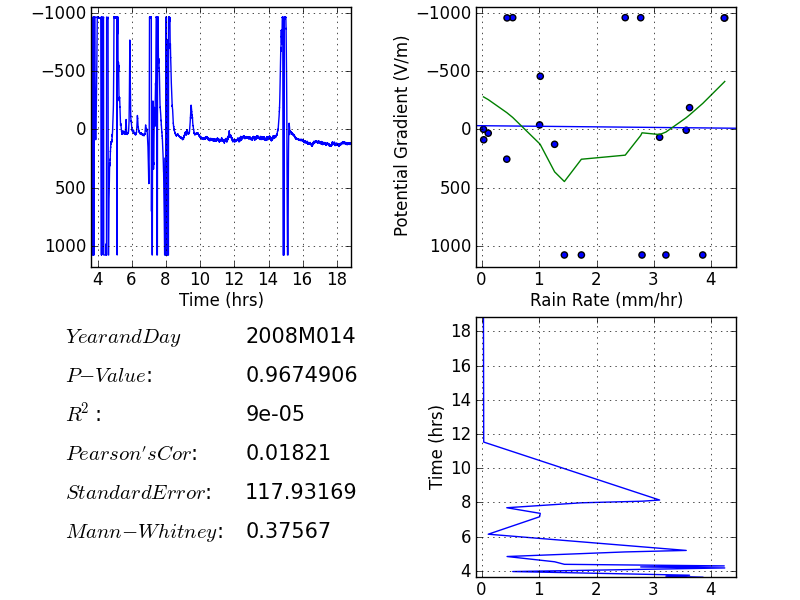 −1000
−500
0
500
1000
4 6 8 10 12 14 16 18
Time (hrs)
Potential Gradient (V/m)
−1000
−500
0
500
1000
0 1 2 3 4
Rain Rate (mm/hr)
YearandDay 2008M014
P−Value: 0.9674906
R² : 9e-05
Pearson'sCor: 0.01821
StandardError: 117.93169
Mann−Whitney: 0.37567
Time (hrs)
18
16
14
12
10
8
6
4
0 1 2 3 4